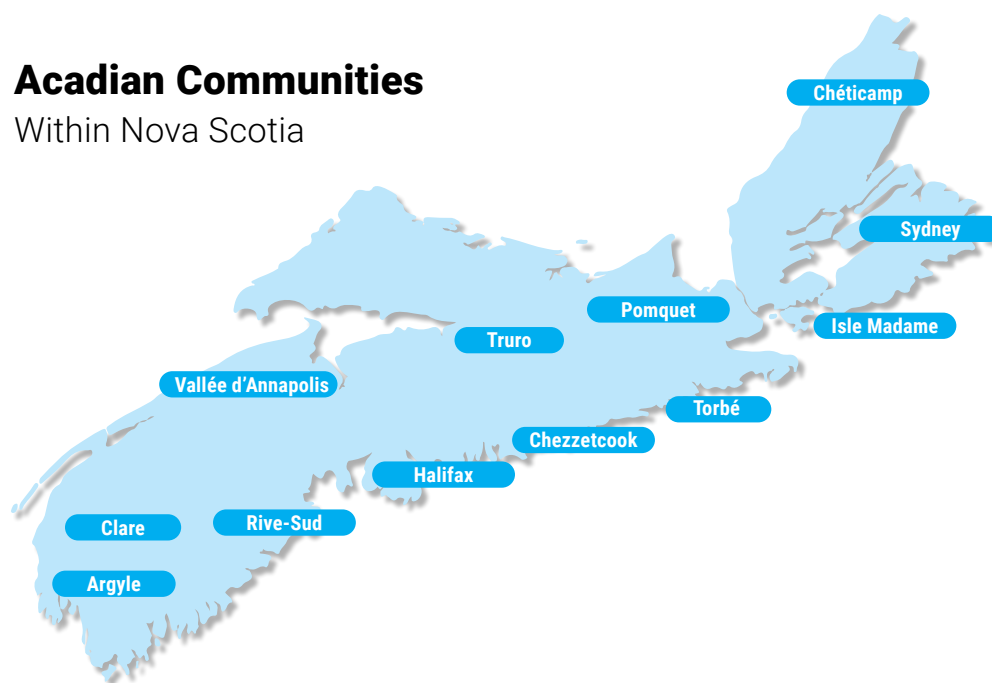 Acadian Communities
Within Nova Scotia
Chéticamp
Sydney
Pomquet
Isle Madame
Truro
Vallée d’Annapolis
Torbé
Chezzetcook
Halifax
Clare
Rive-Sud
Argyle